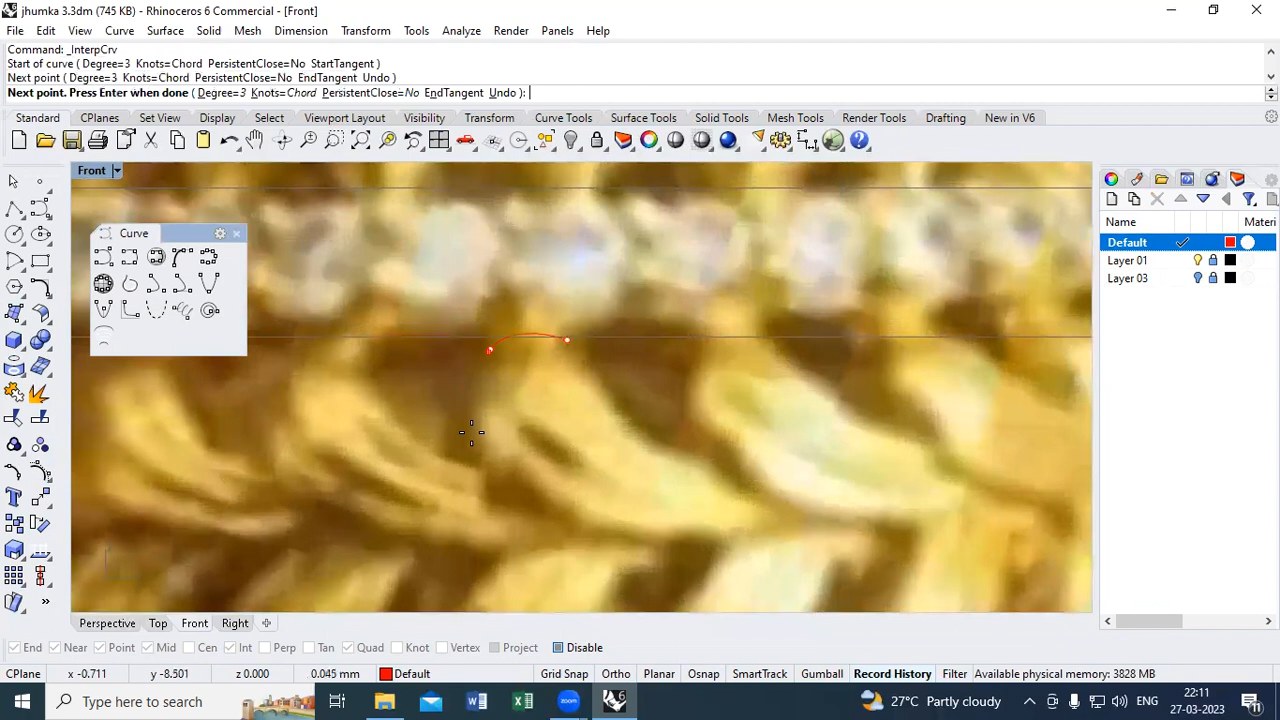 jhumka 3.3dm (745 KB) - Rhinoceros 6 Commercial - [Front]
File Edit View Curve Surface Solid Mesh Dimension Transform Tools Analyze Render Panels Help
Command: _InterpCrv
Start of curve ( Degree=3 Knots=Chord PersistentClose=No StartTangent )
Next point ( Degree=3 Knots=Chord PersistentClose=No EndTangent Undo )
Next point. Press Enter when done ( Degree=3 Knots=Chord PersistentClose=No EndTangent Undo ):
Standard CPlanes Set View Display Select Viewport Layout Visibility Transform Curve Tools Surface Tools Solid Tools Mesh Tools Render Tools Drafting New in V6
Front
Curve
Name Materi
Default
Layer 01
Layer 03
Perspective Top Front Right
End Near Point Mid Cen Int Perp Tan Quad Knot Vertex Project Disable
CPlane x -0.711 y -8.501 z 0.000 0.045 mm Default Grid Snap Ortho Planar Osnap SmartTrack Gumball Record History Filter Available physical memory: 3828 MB
Type here to search 27°C Partly cloudy ENG 22:11
27-03-2023
11